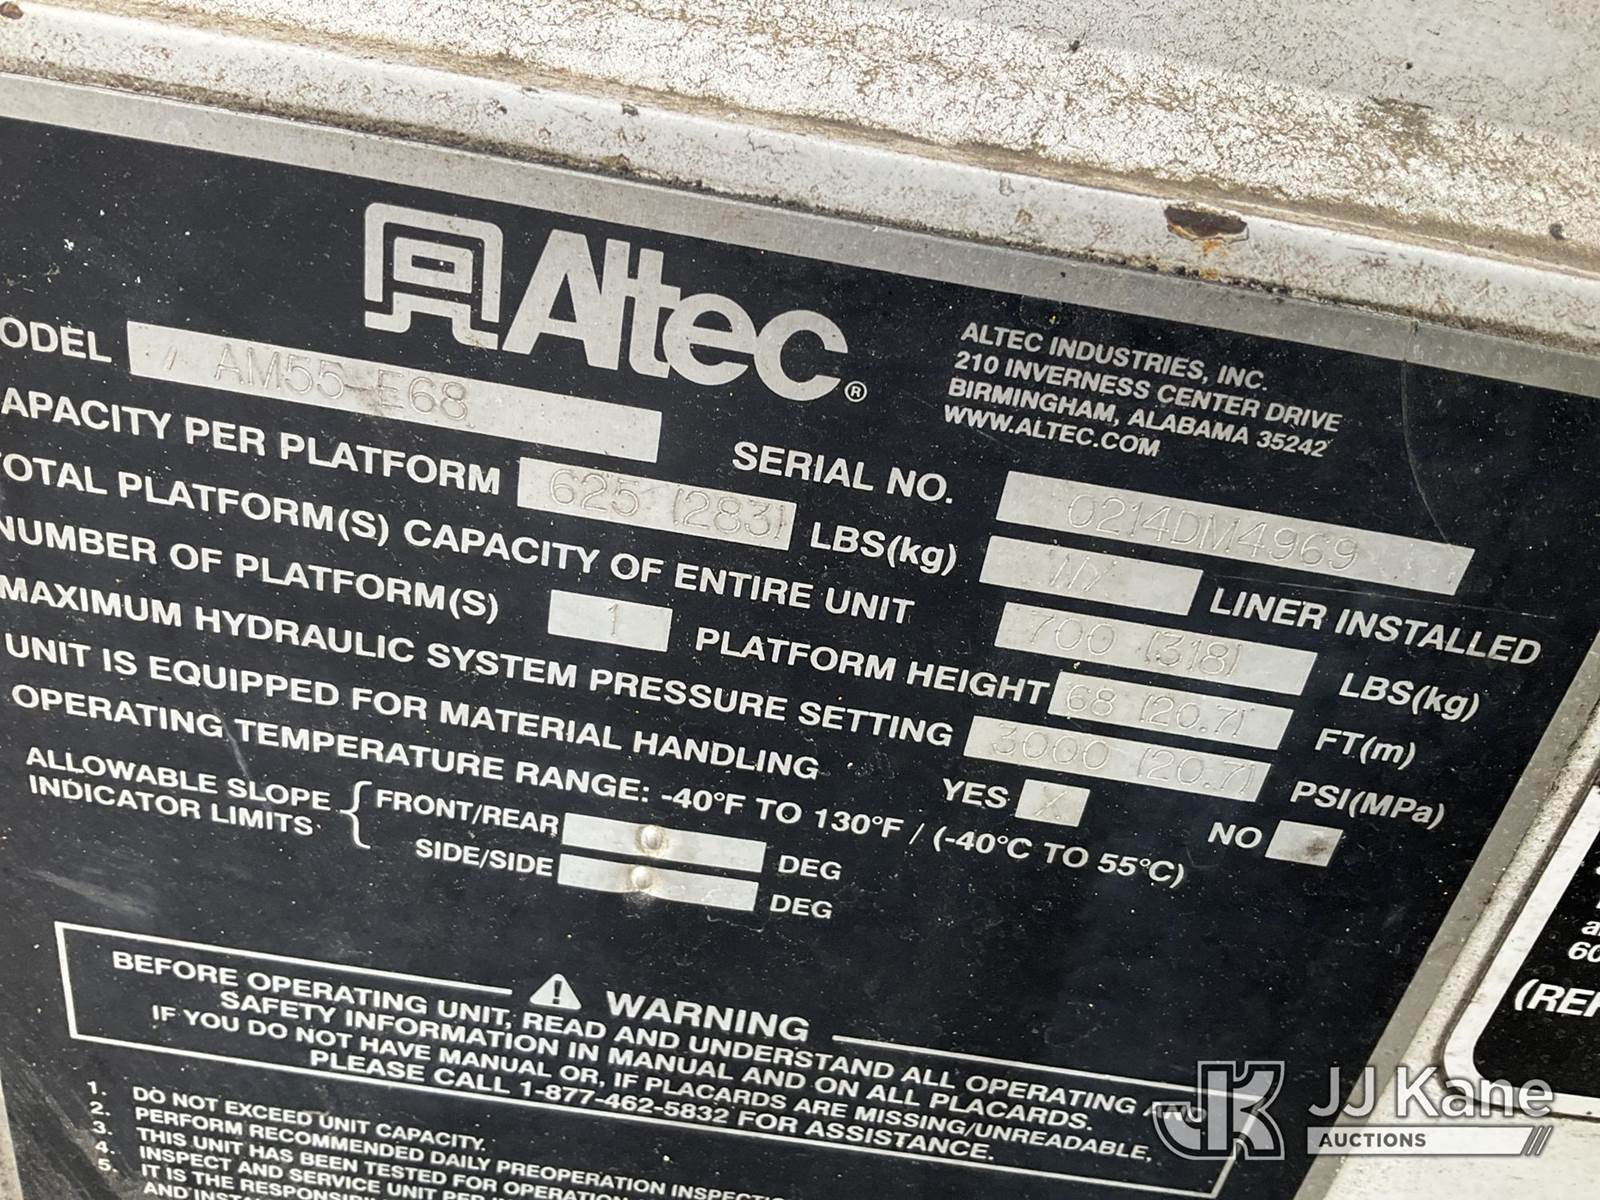 Altec®
ALTEC INDUSTRIES, INC.
210 INVERNESS CENTER DRIVE
BIRMINGHAM, ALABAMA 35242
WWW.ALTEC.COM
ODEL AM55-E68
SERIAL NO. 0214DM4969
APACITY PER PLATFORM 625 (283) LBS(kg) LINER INSTALLED
OTAL PLATFORM(S) CAPACITY OF ENTIRE UNIT 700 (318) LBS(kg)
NUMBER OF PLATFORM(S) 1 PLATFORM HEIGHT 68 (20.7) FT(m)
MAXIMUM HYDRAULIC SYSTEM PRESSURE SETTING 3000 (20.7) PSI(MPa)
UNIT IS EQUIPPED FOR MATERIAL HANDLING YES X NO
OPERATING TEMPERATURE RANGE: -40°F TO 130°F / (-40°C TO 55°C)
ALLOWABLE SLOPE
INDICATOR LIMITS
FRONT/REAR DEG
SIDE/SIDE DEG
WARNING
BEFORE OPERATING UNIT, READ AND UNDERSTAND ALL OPERATING AND
SAFETY INFORMATION IN MANUAL AND ON ALL PLACARDS.
IF YOU DO NOT HAVE MANUAL OR, IF PLACARDS ARE MISSING/UNREADABLE,
PLEASE CALL 1-877-462-5832 FOR ASSISTANCE.
1. DO NOT EXCEED UNIT CAPACITY.
2. PERFORM RECOMMENDED DAILY PREOPERATION INSPECTI
3. THIS UNIT HAS BEEN TESTED FOR OPERATION
4. INSPECT AND SERVICE UNIT PER
5. IT IS THE RESPONSIBI
AND INSTA
60
(REF
JJ Kane
AUCTIONS